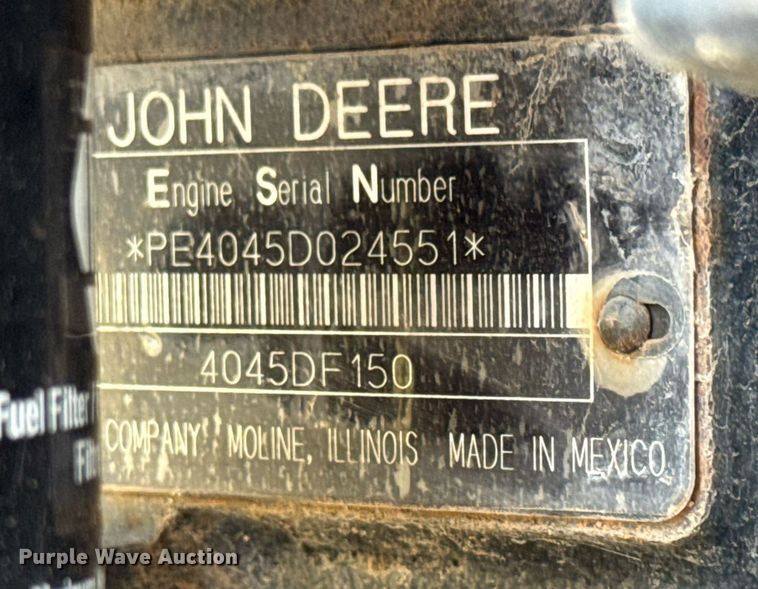 JOHN DEERE
Engine Serial Number
*PE4045D024551*
4045DF150
COMPANY MOLINE, ILLINOIS MADE IN MEXICO
Fuel Filter
Purple Wave Auction